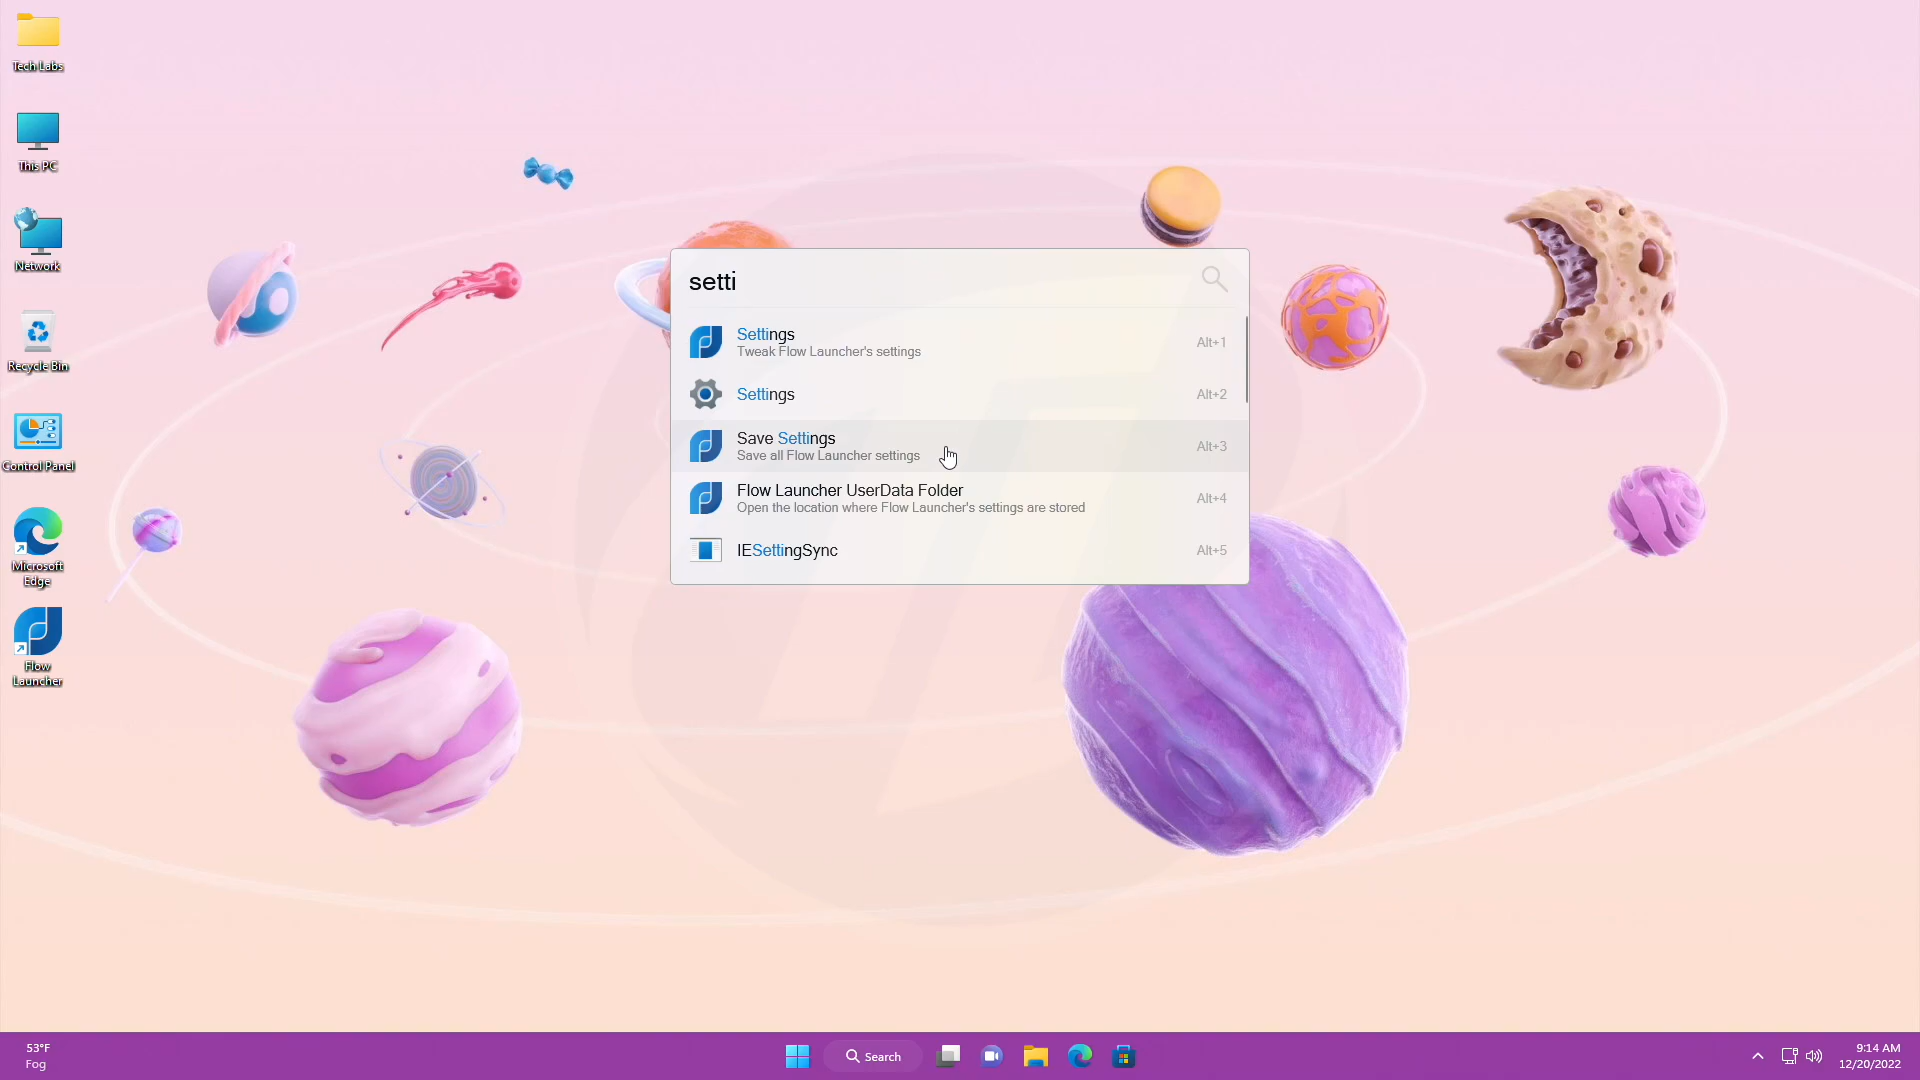 Tech Labs
This PC
Network
Recycle Bin
Control Panel
Microsoft
Edge
Flow
Launcher
setti
Settings
Tweak Flow Launcher's settings
Alt+1
Settings
Alt+2
Save Settings
Save all Flow Launcher settings
Alt+3
Flow Launcher UserData Folder
Open the location where Flow Launcher's settings are stored
Alt+4
IESettingSync
Alt+5
53°F
Fog
Search
9:14 AM
12/20/2022